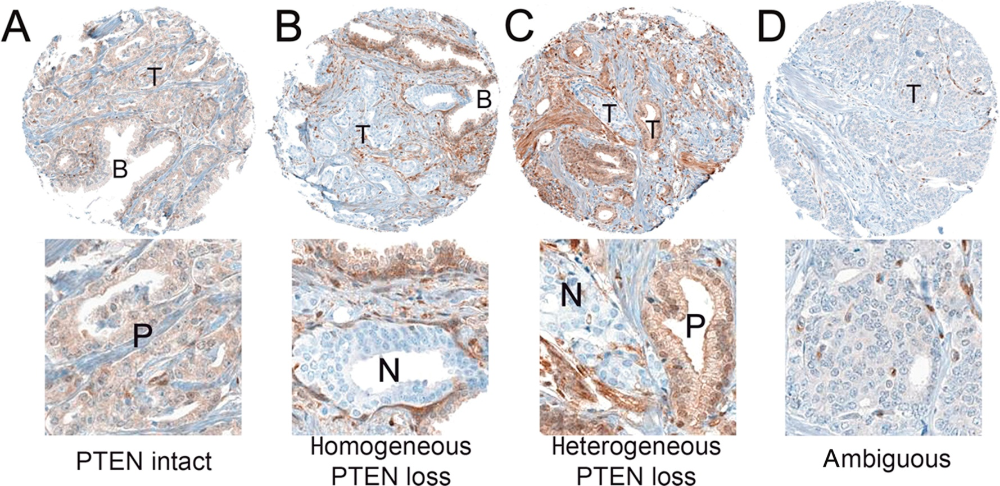 A
B
C
D
T
B
T
B
T
T
T
P
N
N
P
PTEN intact
Homogeneous
PTEN loss
Heterogeneous
PTEN loss
Ambiguous